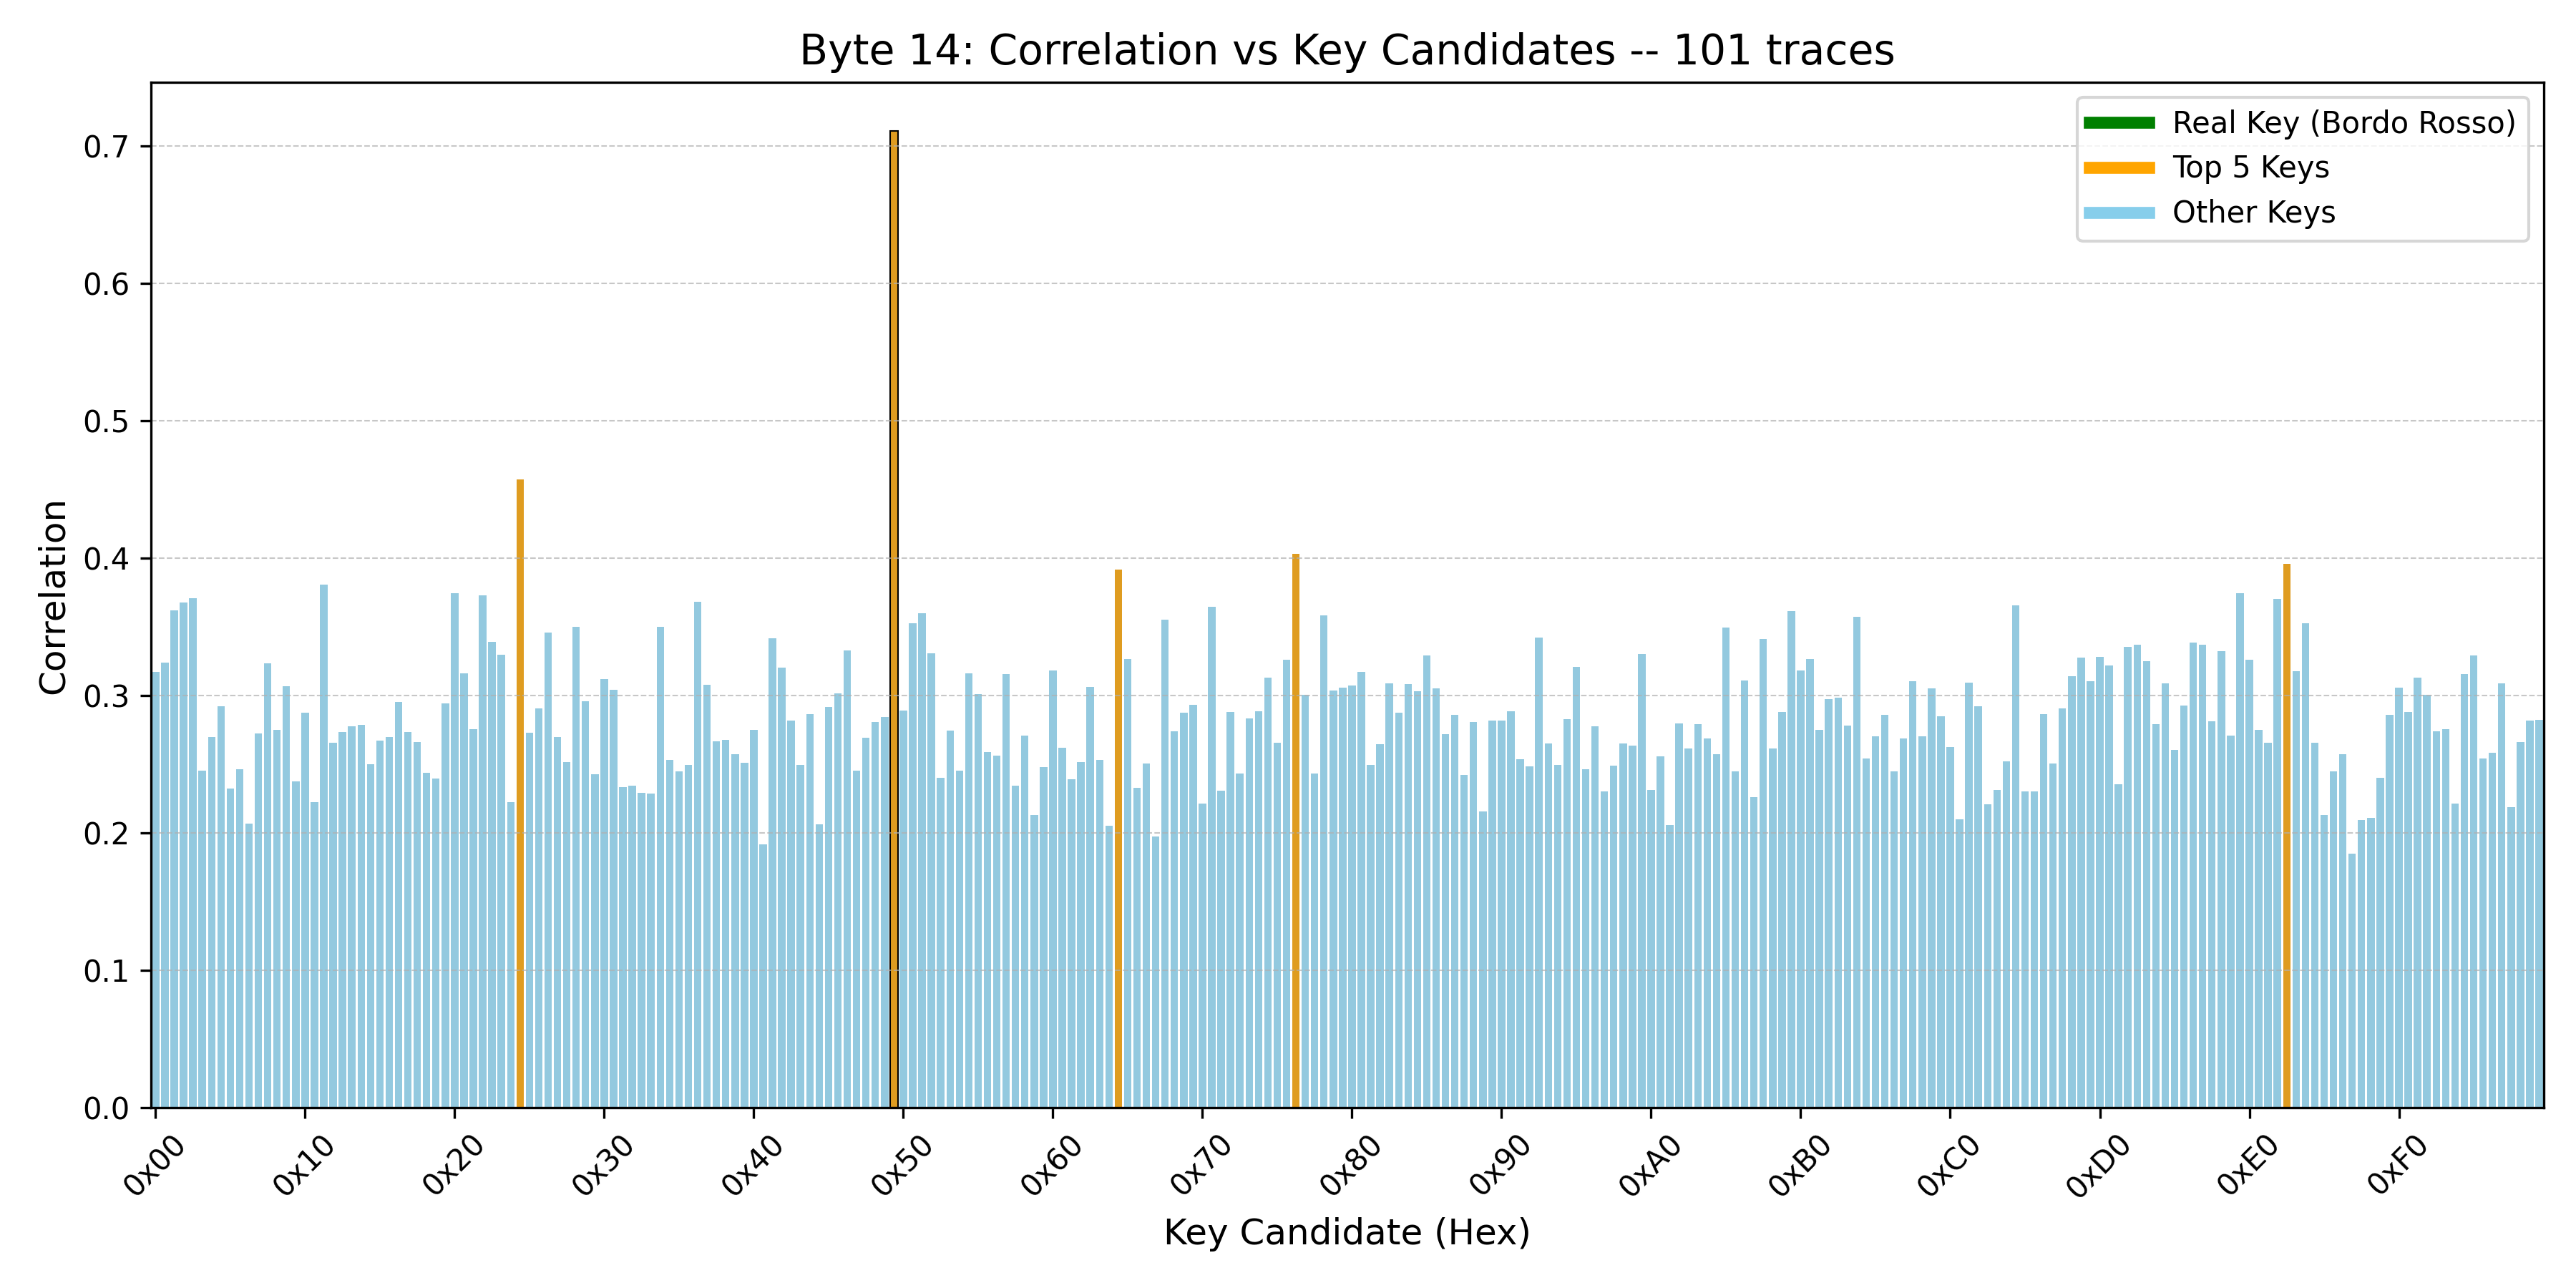 Byte 14: Correlation vs Key Candidates -- 101 traces
Real Key (Bordo Rosso)
Top 5 Keys
Other Keys
0.7
0.6
0.5
0.4
0.3
0.2
0.1
0.0
Correlation
0x00 0x10 0x20 0x30 0x40 0x50 0x60 0x70 0x80 0x90 0xA0 0xB0 0xC0 0xD0 0xE0 0xF0
Key Candidate (Hex)